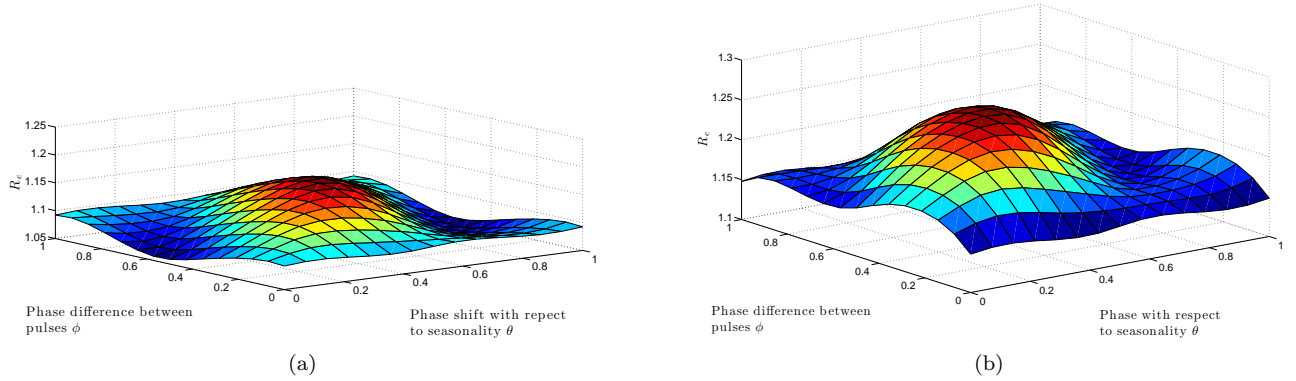 1.25
1.2
1.15
1.1
1.05
R_e
1
0.8
0.6
0.4
0.2
0
0
0.2
0.4
0.6
0.8
1
Phase difference between
pulses ϕ
Phase shift with repect
to seasonality θ
(a)
1.3
1.25
1.2
1.15
1.1
R_e
1
0.8
0.6
0.4
0.2
0
0
0.2
0.4
0.6
0.8
1
Phase difference between
pulses ϕ
Phase with respect
to seasonality θ
(b)